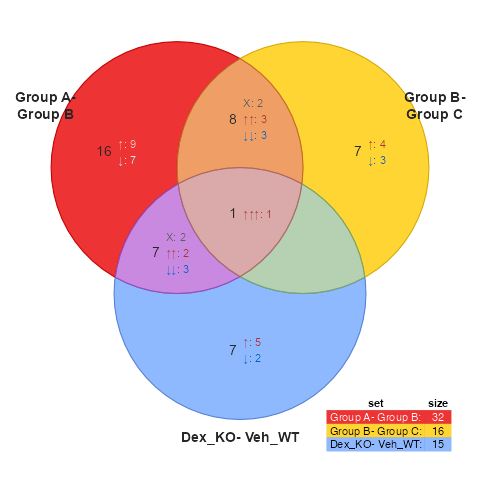 Group A-
Group B
Group B-
Group C
X: 2
8 ↑↑: 3
↓↓: 3
16 ↑: 9
↓: 7
7 ↑: 4
↓: 3
1 ↑↑↑: 1
X: 2
7 ↑↑: 2
↓↓: 3
7 ↑: 5
↓: 2
Dex_KO- Veh_WT
set size
Group A- Group B: 32
Group B- Group C: 16
Dex_KO- Veh_WT: 15